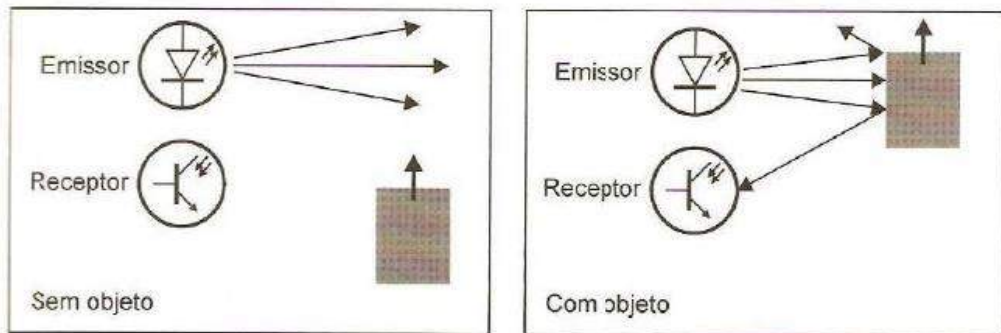 Emissor
Receptor
Sem objeto
Emissor
Receptor
Com objeto